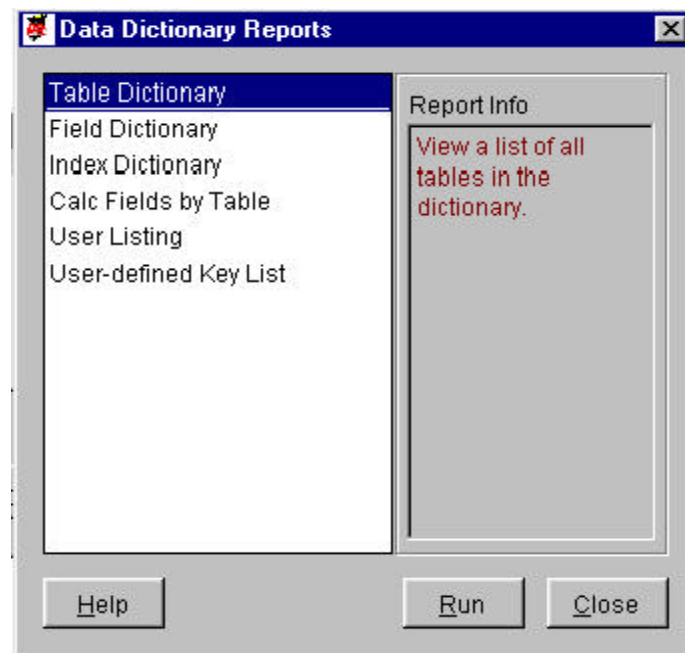 Data Dictionary Reports
Table Dictionary
Field Dictionary
Index Dictionary
Calc Fields by Table
User Listing
User-defined Key List
Report Info
View a list of all
tables in the
dictionary.
Help
Run
Close